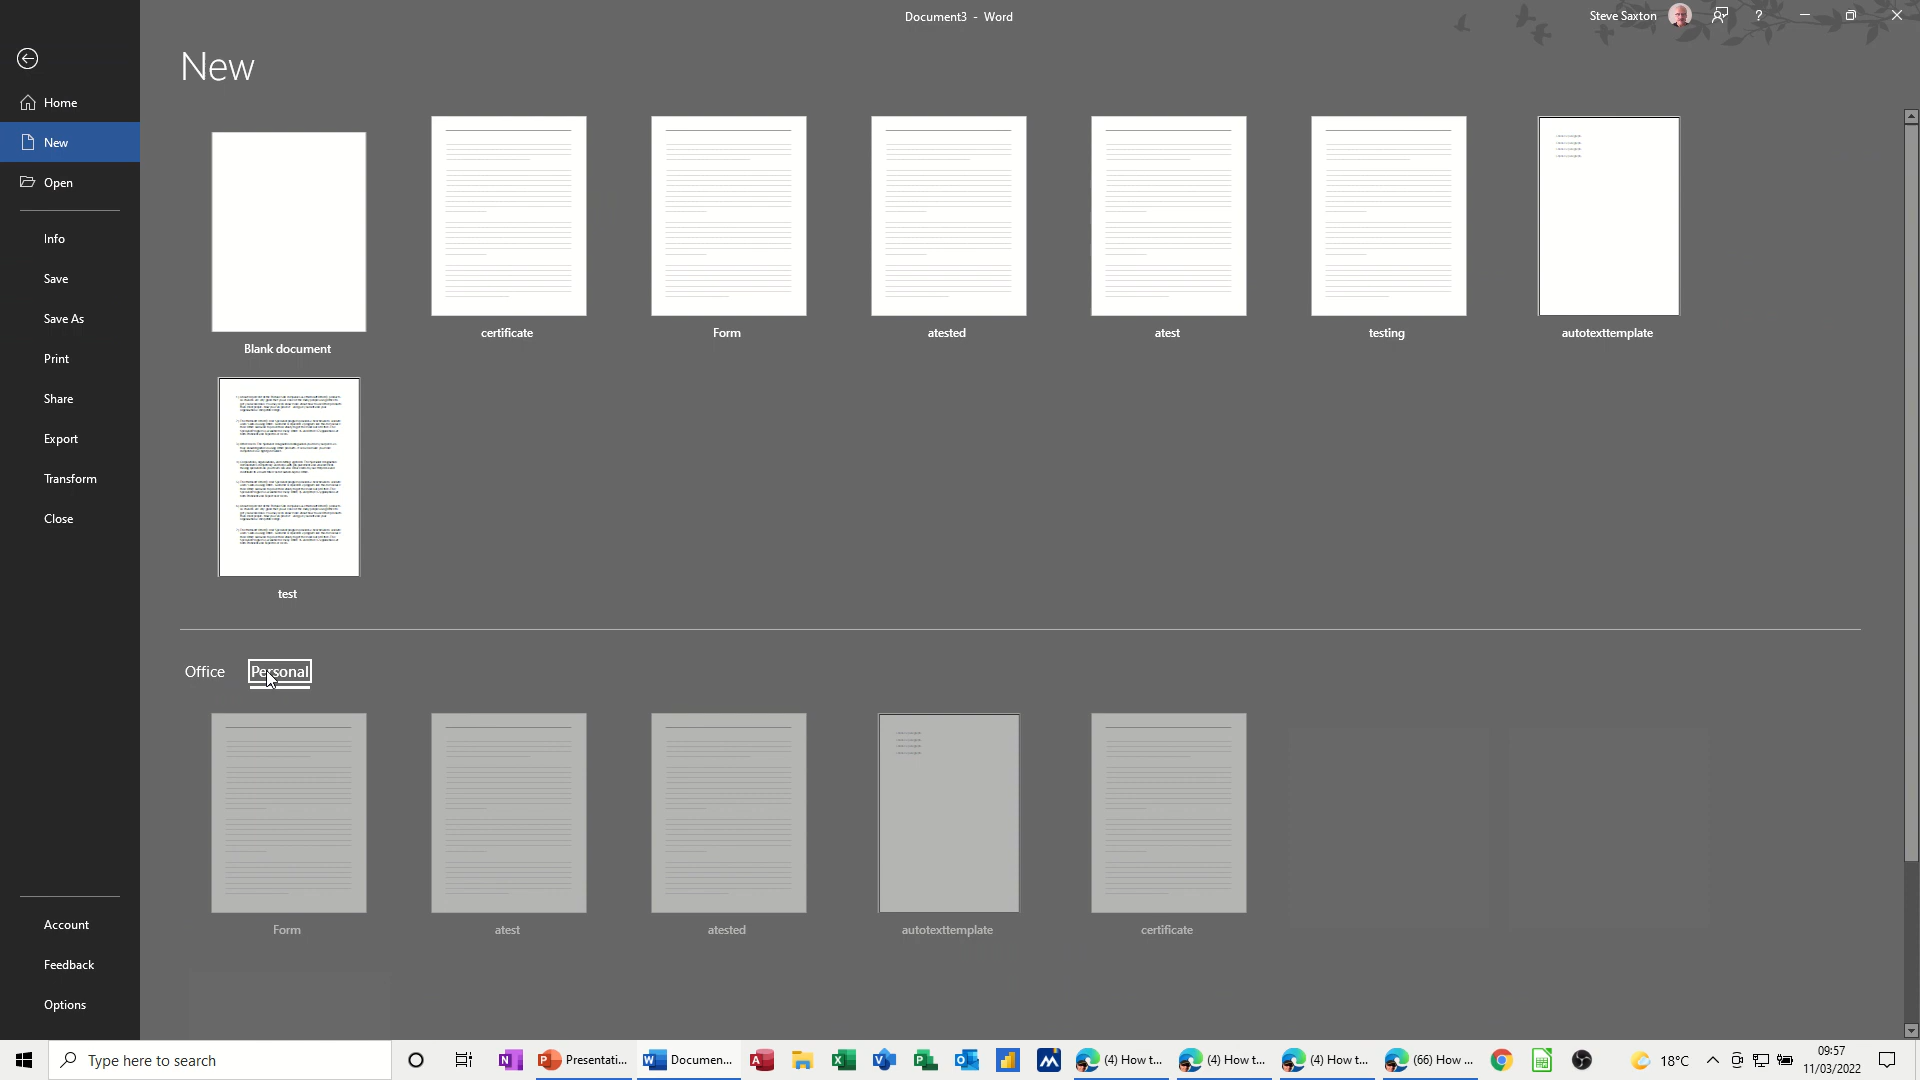 Document3 - Word
Steve Saxton
?
New
Home
New
Open
Info
Save
Save As
Print
Share
Export
Transform
Close
Account
Feedback
Options
Blank document
certificate
Form
atested
atest
testing
autotexttemplate
test
Office
Personal
Form
atest
atested
autotexttemplate
certificate
Type here to search
Presentati...
Documen...
(4) How t...
(4) How t...
(4) How t...
(66) How ...
18°C
09:57
11/03/2022